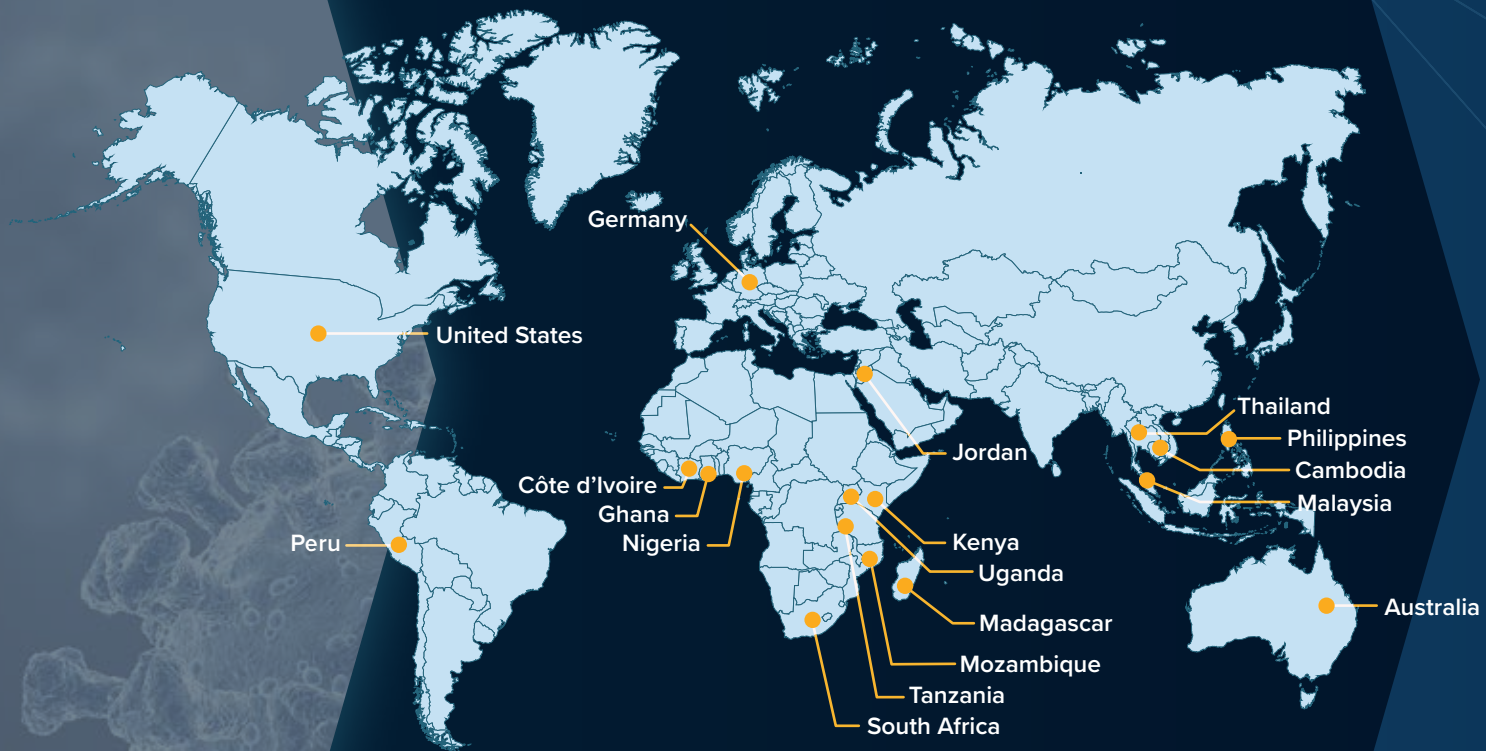 Germany
United States
Thailand
Philippines
Jordan
Cambodia
Côte d’Ivoire
Malaysia
Ghana
Nigeria
Peru
Kenya
Uganda
Australia
Madagascar
Mozambique
Tanzania
South Africa